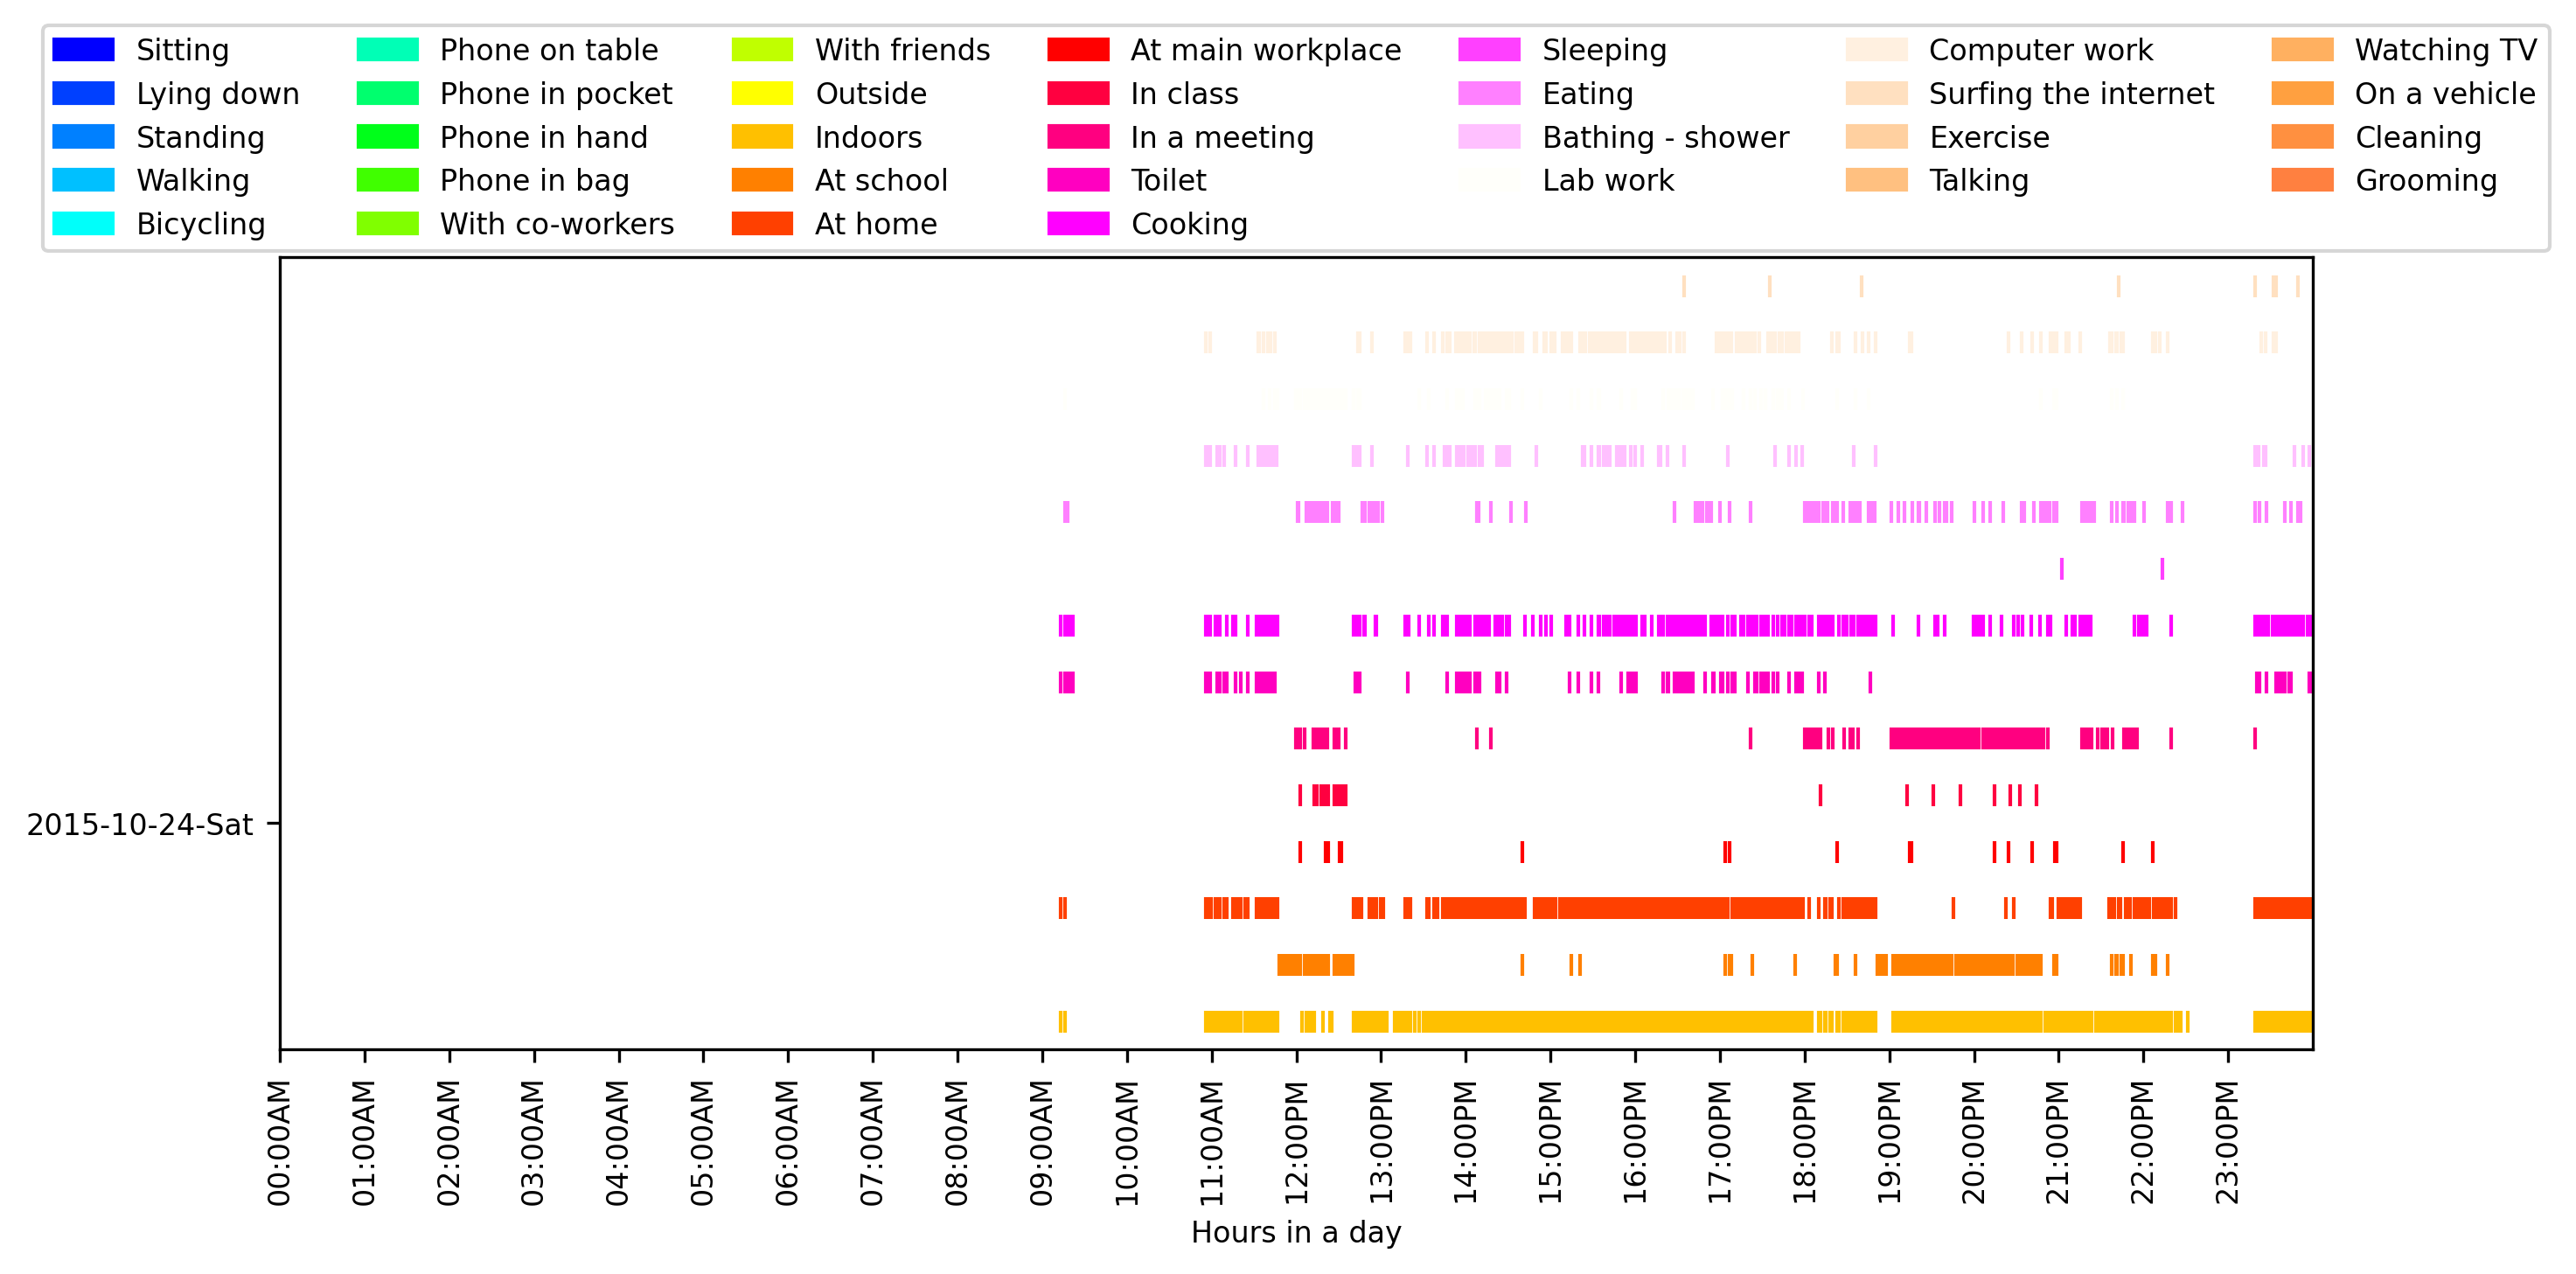 Sitting
Lying down
Standing
Walking
Bicycling
Phone on table
Phone in pocket
Phone in hand
Phone in bag
With co-workers
With friends
Outside
Indoors
At school
At home
At main workplace
In class
In a meeting
Toilet
Cooking
Sleeping
Eating
Bathing - shower
Lab work
Computer work
Surfing the internet
Exercise
Talking
Watching TV
On a vehicle
Cleaning
Grooming
2015-10-24-Sat
00:00AM
01:00AM
02:00AM
03:00AM
04:00AM
05:00AM
06:00AM
07:00AM
08:00AM
09:00AM
10:00AM
11:00AM
12:00PM
13:00PM
14:00PM
15:00PM
16:00PM
17:00PM
18:00PM
19:00PM
20:00PM
21:00PM
22:00PM
23:00PM
Hours in a day